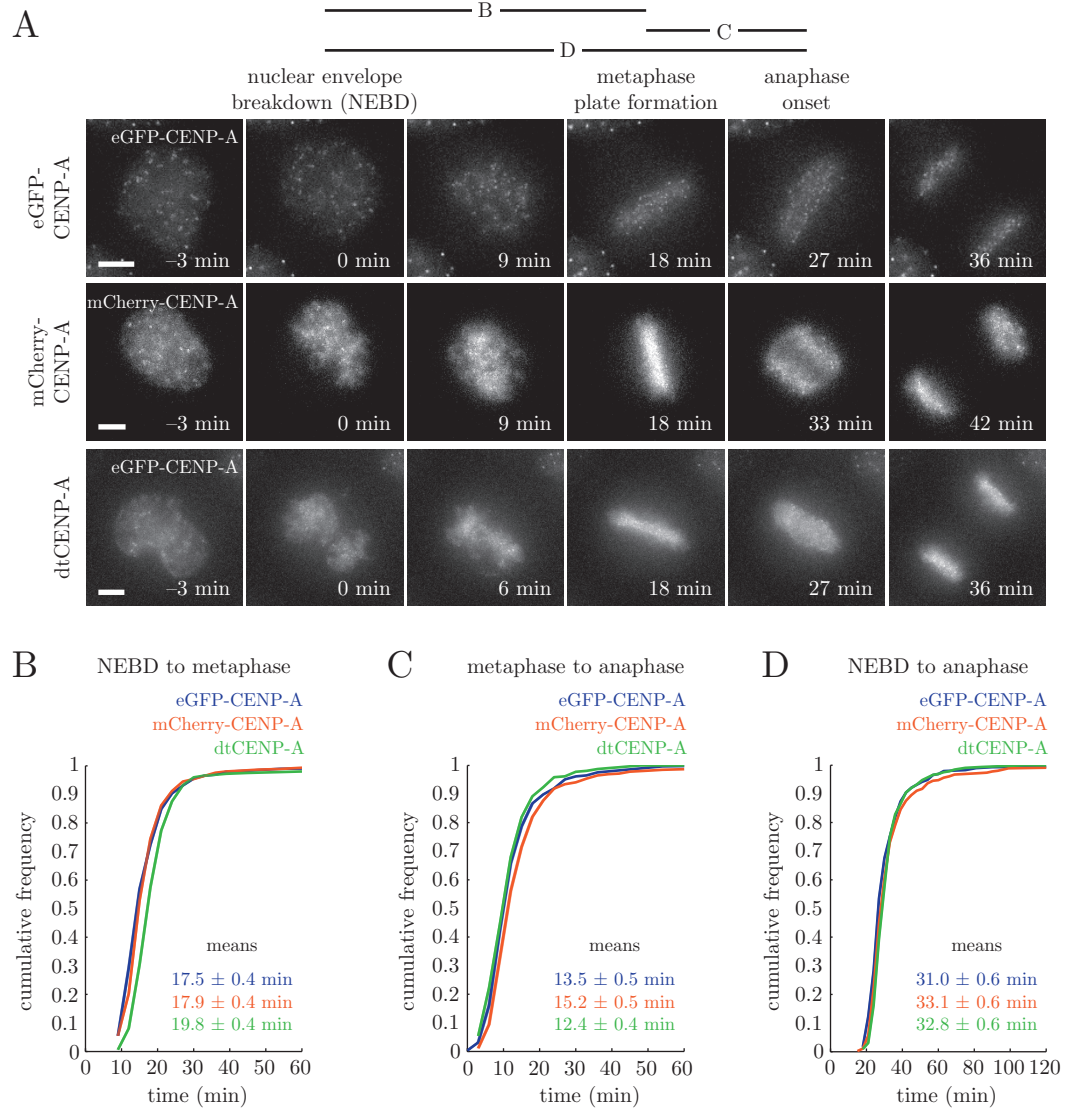 A
B
C
D
nuclear envelope
breakdown (NEBD)
metaphase
plate formation
anaphase
onset
eGFP-
CENP-A
eGFP-CENP-A
–3 min
0 min
9 min
18 min
27 min
36 min
mCherry-
CENP-A
mCherry-CENP-A
–3 min
0 min
9 min
18 min
33 min
42 min
dtCENP-A
eGFP-CENP-A
–3 min
0 min
6 min
18 min
27 min
36 min
B
NEBD to metaphase
eGFP-CENP-A
mCherry-CENP-A
dtCENP-A
cumulative frequency
1
0.9
0.8
0.7
0.6
0.5
0.4
0.3
0.2
0.1
0
means
17.5 ± 0.4 min
17.9 ± 0.4 min
19.8 ± 0.4 min
0 10 20 30 40 50 60
time (min)
C
metaphase to anaphase
eGFP-CENP-A
mCherry-CENP-A
dtCENP-A
cumulative frequency
1
0.9
0.8
0.7
0.6
0.5
0.4
0.3
0.2
0.1
0
means
13.5 ± 0.5 min
15.2 ± 0.5 min
12.4 ± 0.4 min
0 10 20 30 40 50 60
time (min)
D
NEBD to anaphase
eGFP-CENP-A
mCherry-CENP-A
dtCENP-A
cumulative frequency
1
0.9
0.8
0.7
0.6
0.5
0.4
0.3
0.2
0.1
0
means
31.0 ± 0.6 min
33.1 ± 0.6 min
32.8 ± 0.6 min
0 20 40 60 80 100 120
time (min)